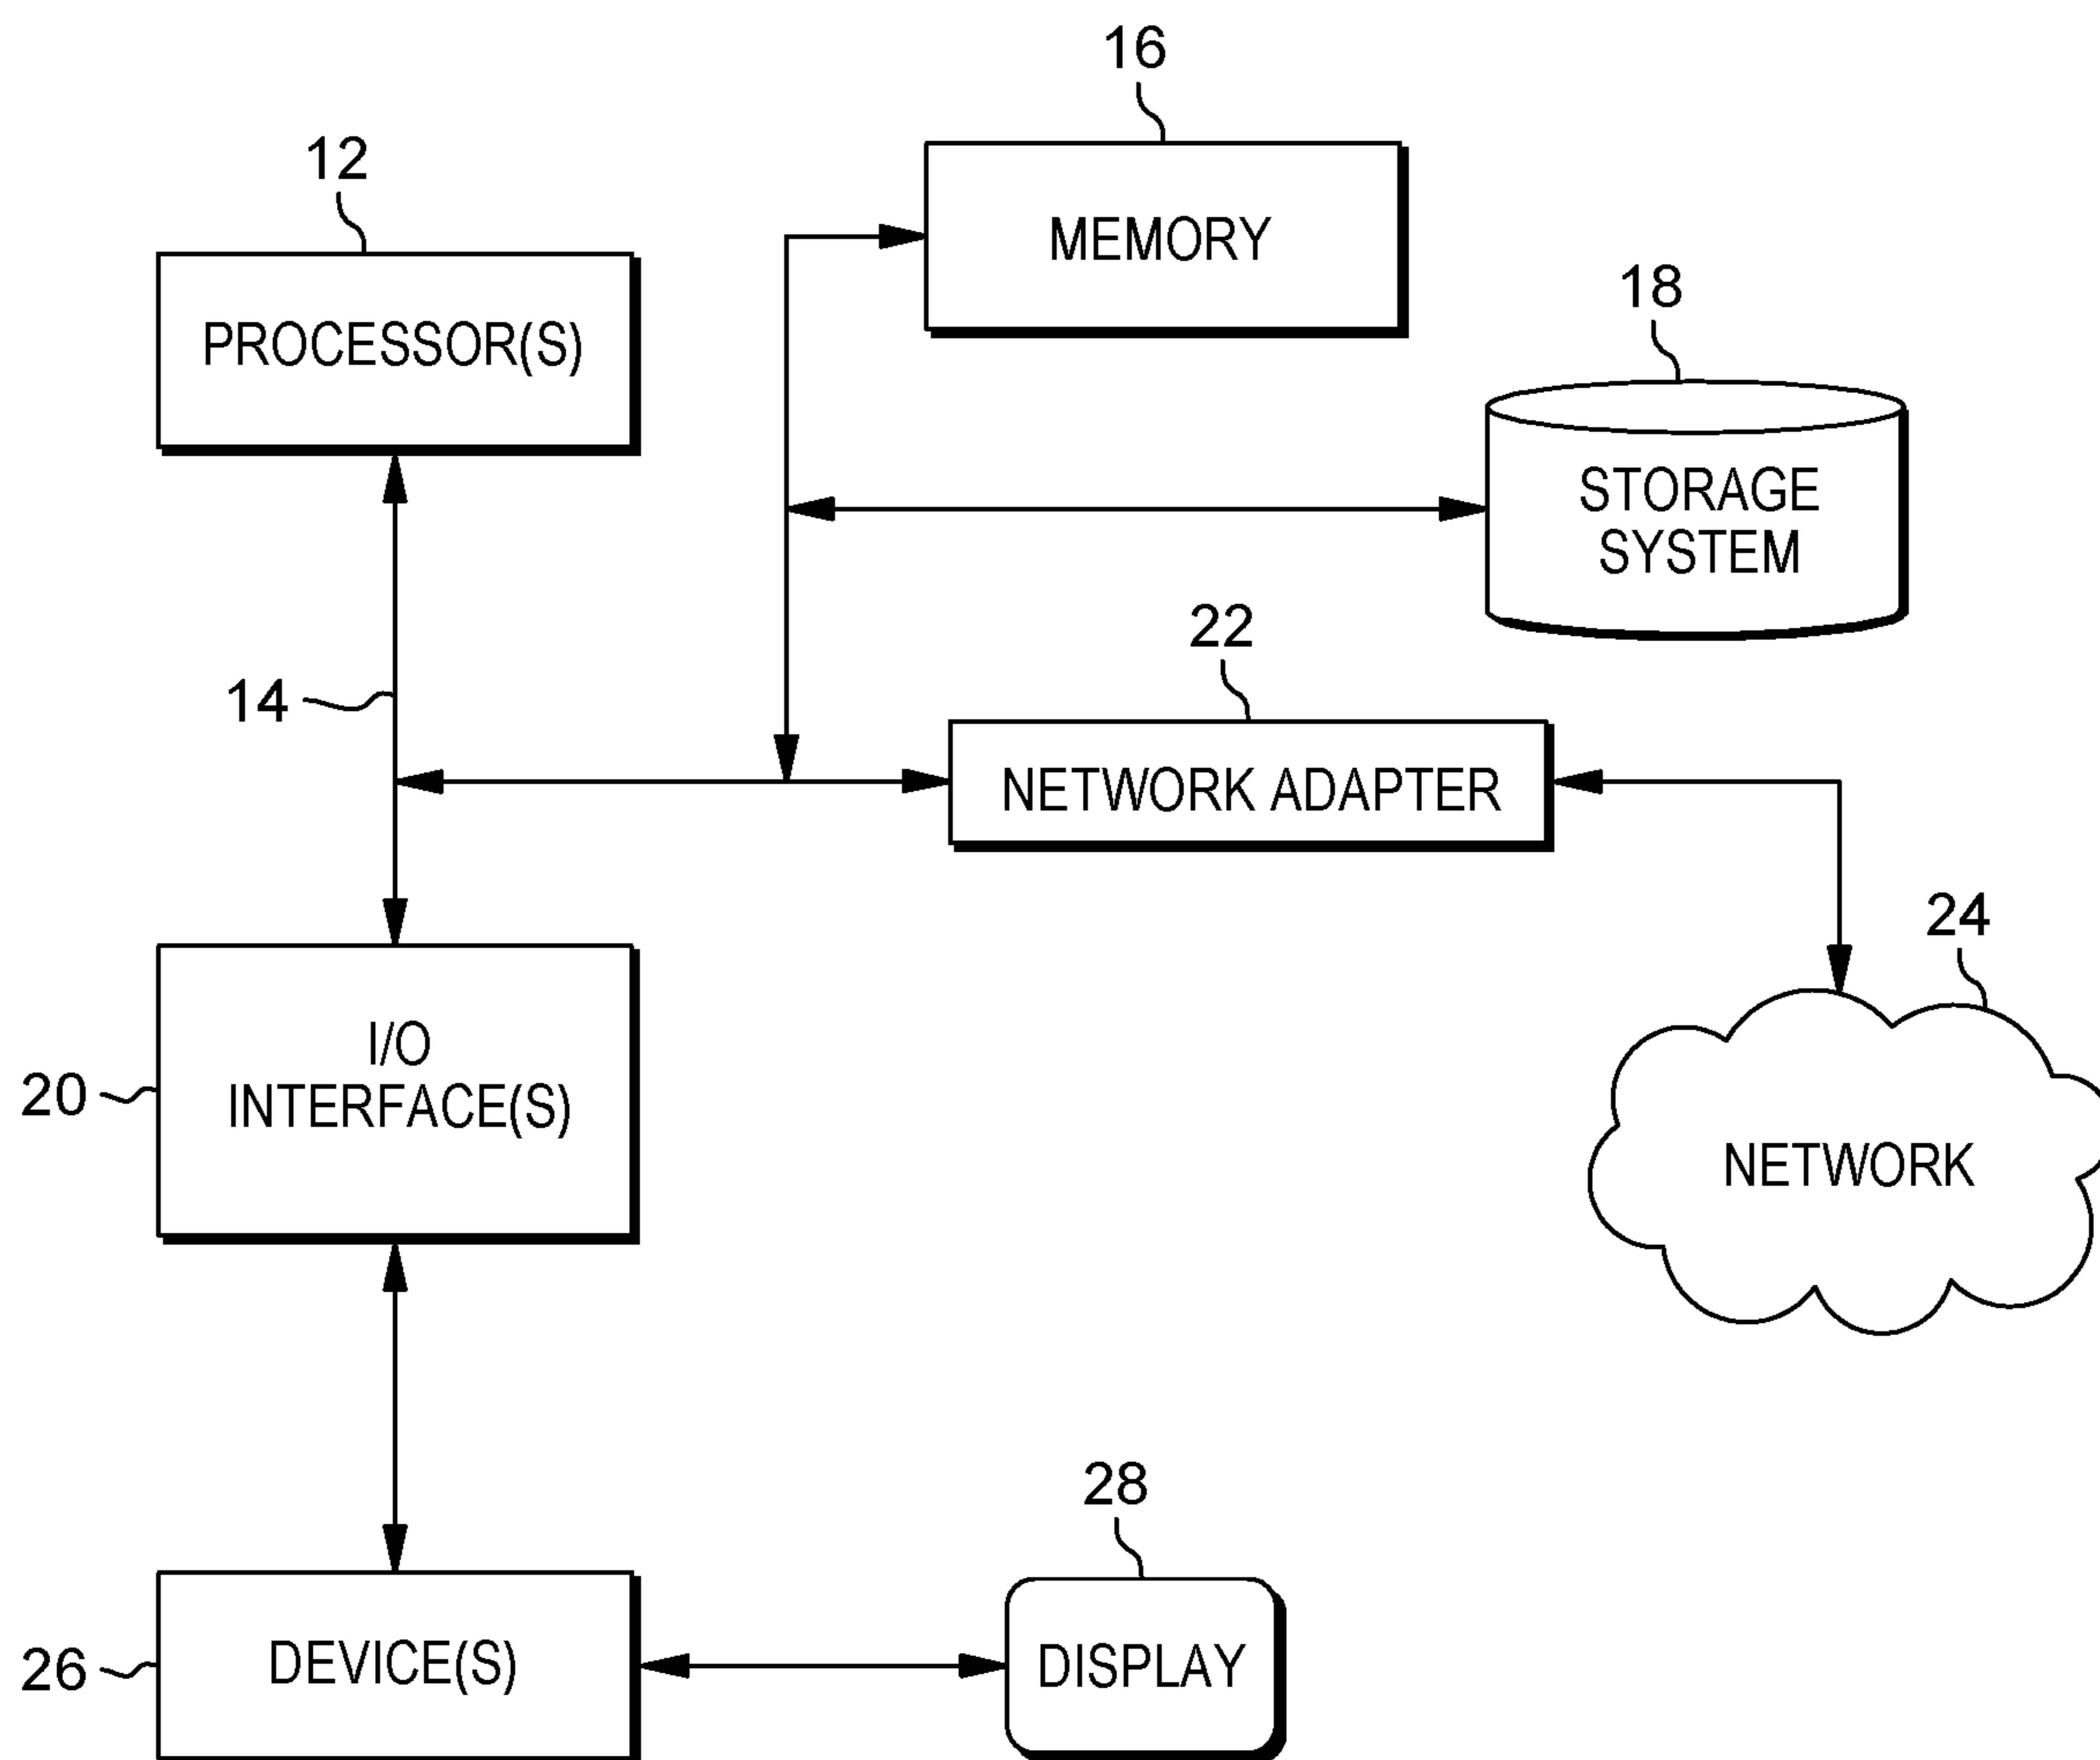 16
12
MEMORY
18
PROCESSOR(S)
STORAGE
SYSTEM
22
14
NETWORK ADAPTER
24
I/O
20
INTERFACE(S)
NETWORK
28
26
DEVICE(S)
DISPLAY